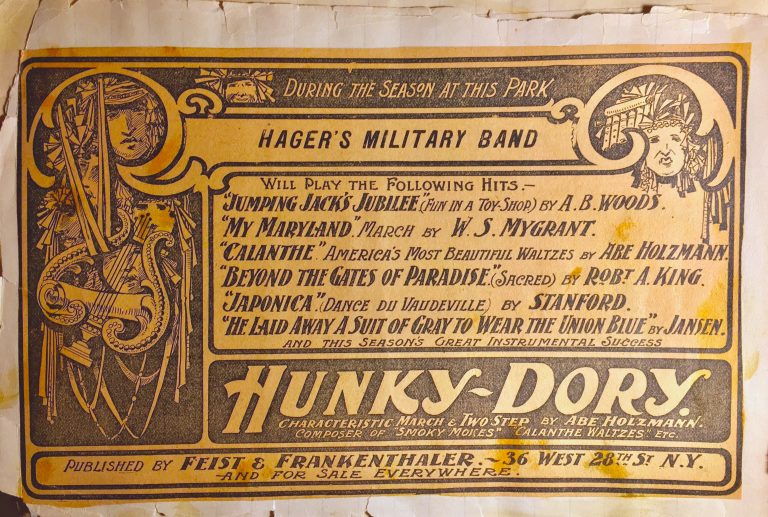 DURING THE SEASON AT THIS PARK
HAGER'S MILITARY BAND
WILL PLAY THE FOLLOWING HITS.—
"JUMPING JACK'S JUBILEE." (FUN IN A TOY-SHOP) BY A.B. WOODS.
"MY MARYLAND" MARCH BY W. S. MYGRANT.
"CALANTHE". AMERICA'S MOST BEAUTIFUL WALTZES BY ABE HOLZMANN.
"BEYOND THE GATES OF PARADISE." (SACRED) BY ROBT. A. KING.
"JAPONICA". (DANCE DU VAUDEVILLE) BY STANFORD.
"HE LAID AWAY A SUIT OF GRAY TO WEAR THE UNION BLUE" BY JANSEN.
AND THIS SEASON'S GREAT INSTRUMENTAL SUCCESS
HUNKY-DORY.
CHARACTERISTIC MARCH & TWO STEP BY ABE HOLZMANN.
COMPOSER OF "SMOKY MOKES" "CALANTHE WALTZES" ETC.
PUBLISHED BY FEIST & FRANKENTHALER. ~ 36 WEST 28TH ST N.Y.
—AND FOR SALE EVERYWHERE.